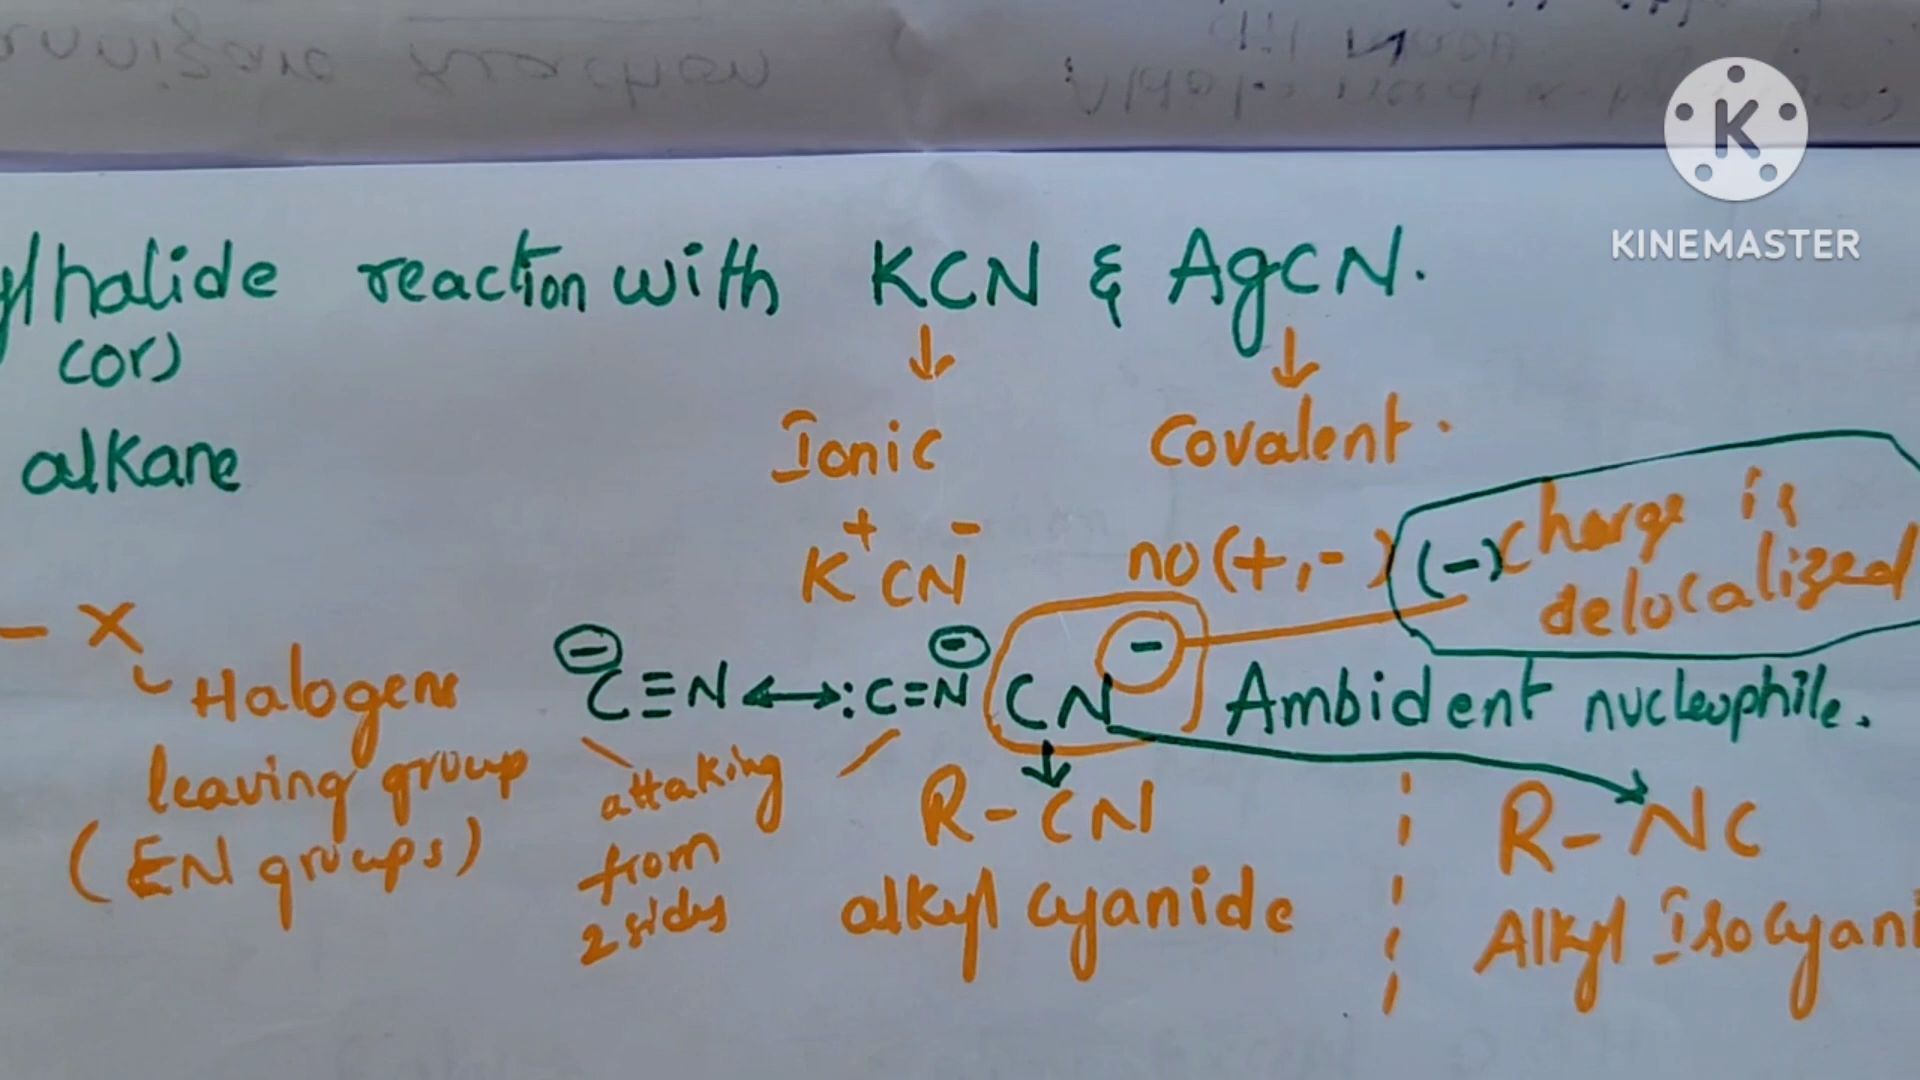 halide reaction with KCN & AgCN.
(or)
alkane
↓ ↓
Ionic Covalent.
K⁺CN⁻ no (+, -)
(-) charge is
delocalized
- X
Halogens
leaving group
(EN groups)
⊖C≡N ↔ :C=N⊖ CN⊖ Ambident nucleophile.
attaking
from
2 sides
R-CN
alkyl cyanide
R-NC
Alkyl Isocyani
KINEMASTER